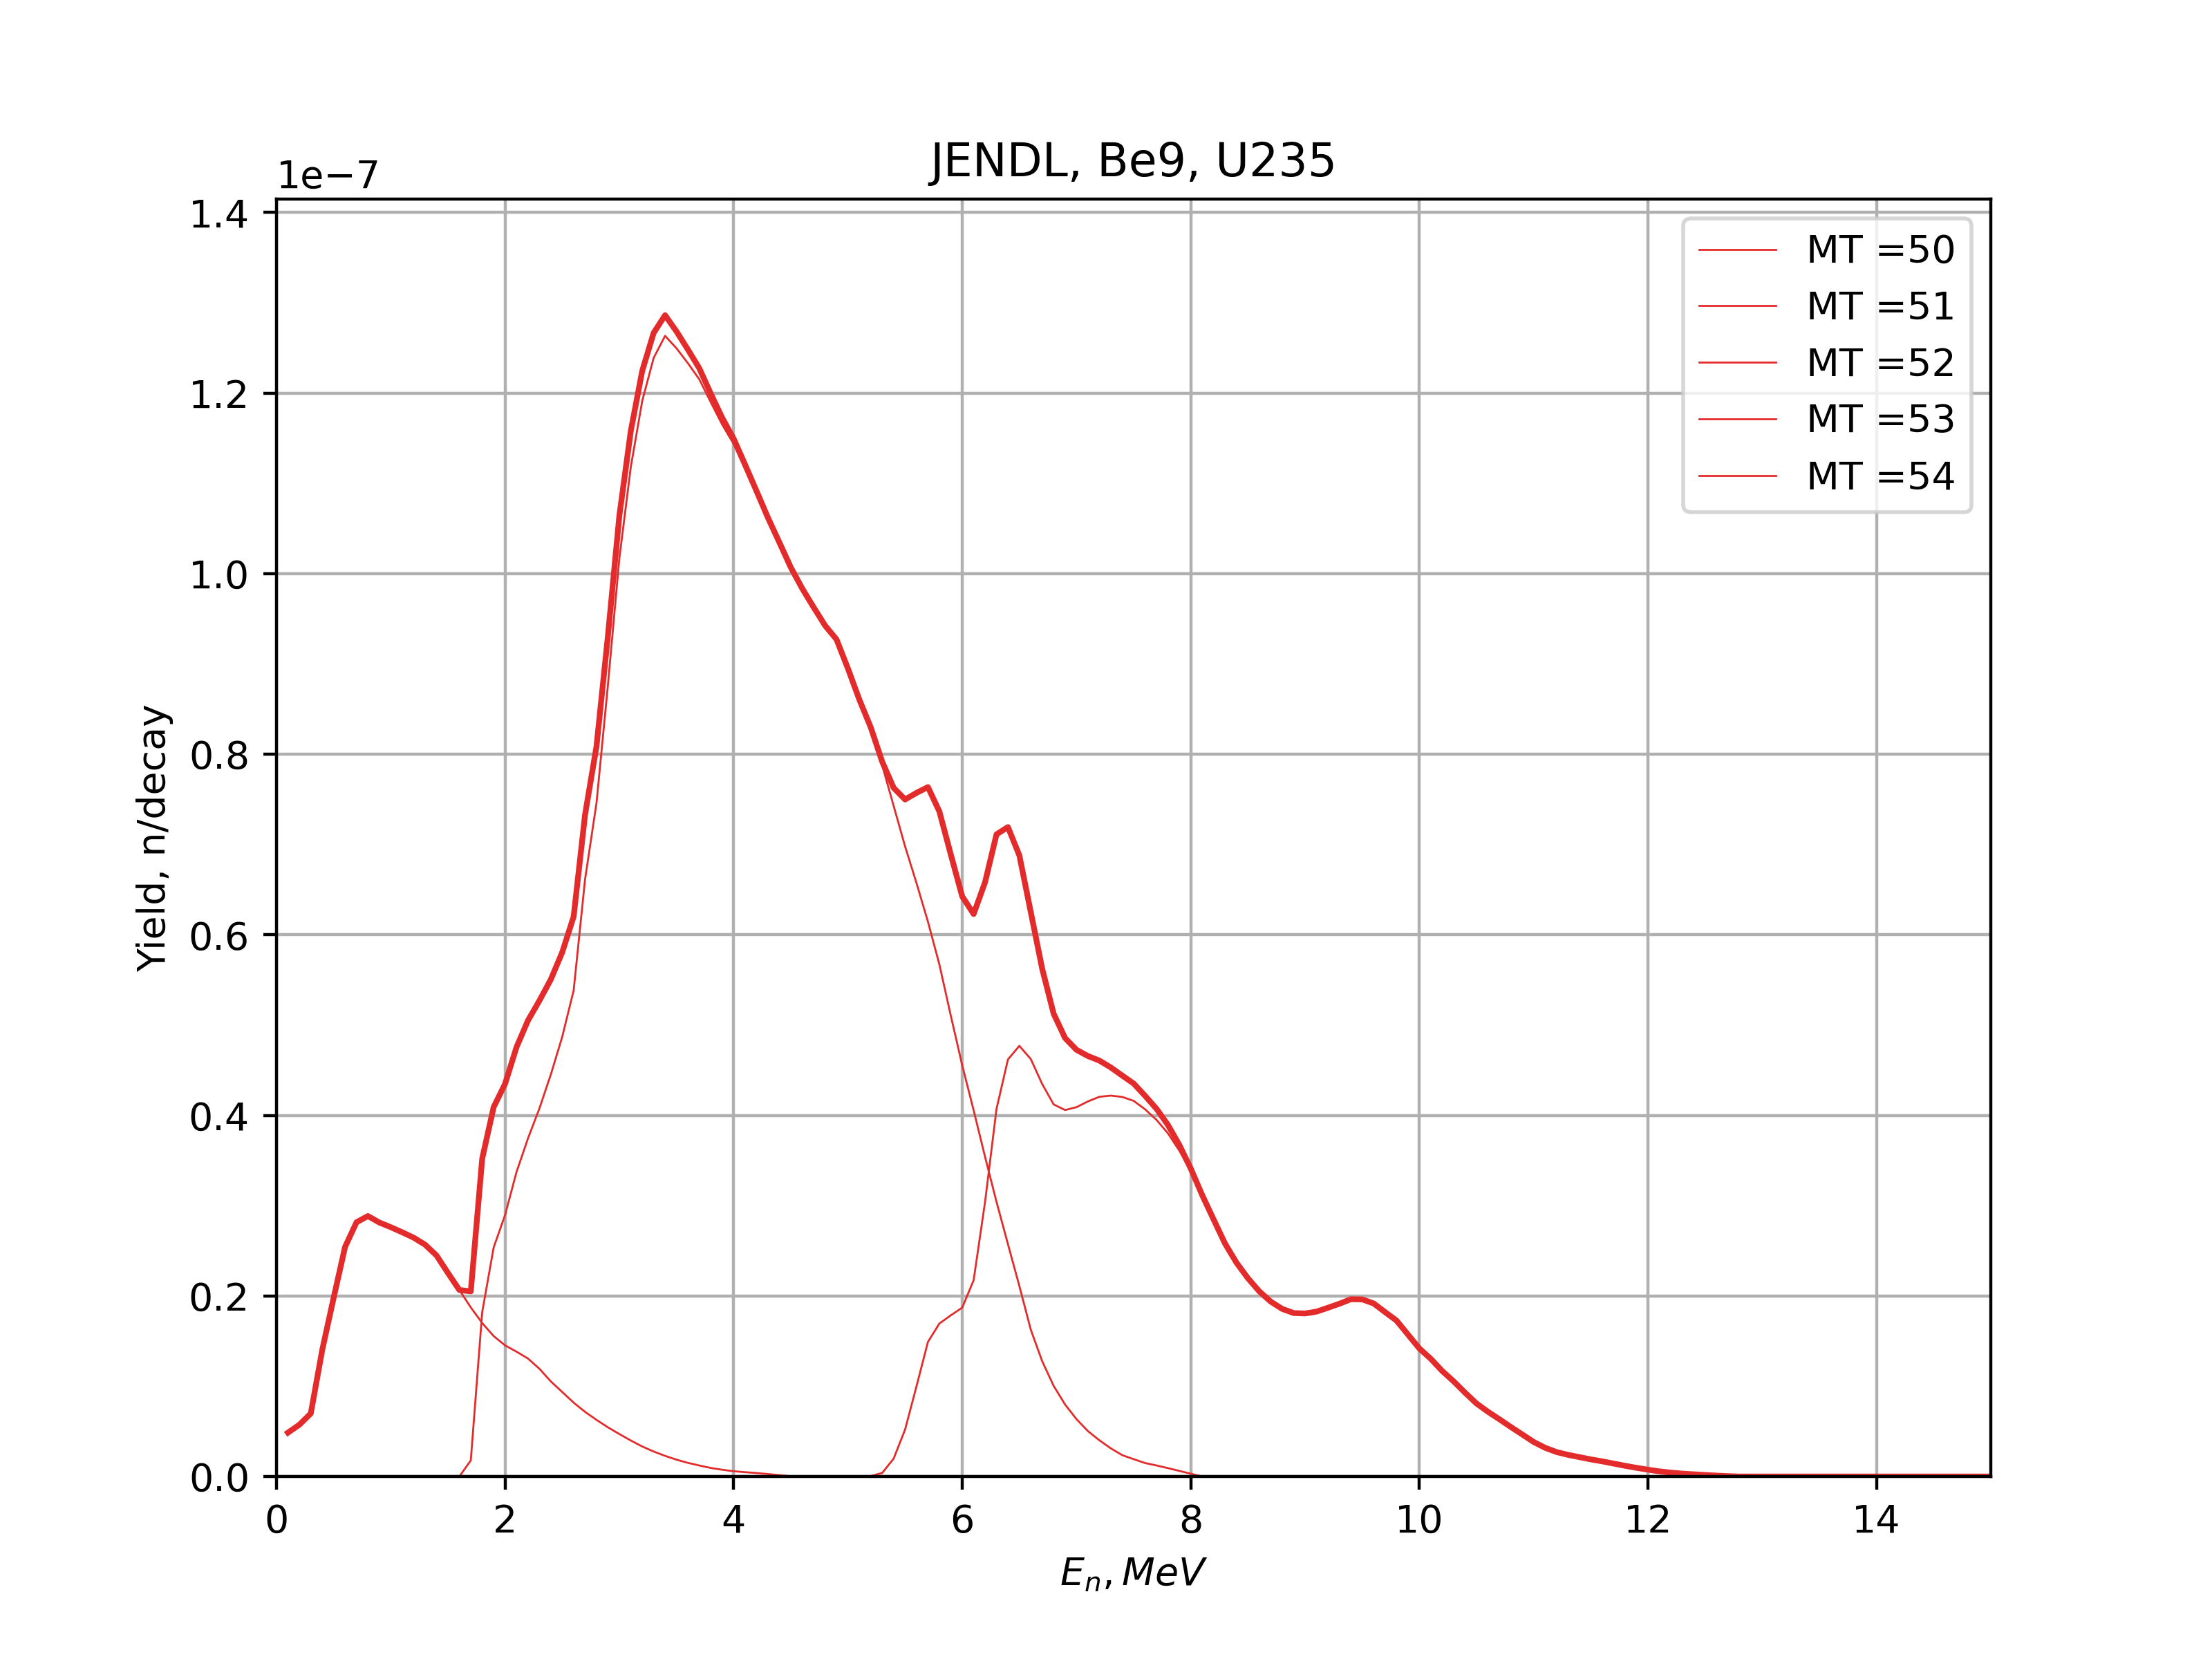 JENDL, Be9, U235
1e−7
1.4
1.2
1.0
0.8
0.6
0.4
0.2
0.0
Yield, n/decay
MT =50
MT =51
MT =52
MT =53
MT =54
0 2 4 6 8 10 12 14
Eₙ, MeV